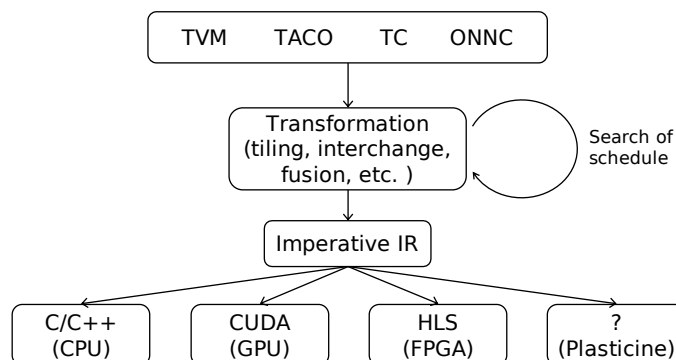 TVM TACO TC ONNC
Transformation
(tiling, interchange,
fusion, etc. )
Search of
schedule
Imperative IR
C/C++
(CPU)
CUDA
(GPU)
HLS
(FPGA)
?
(Plasticine)